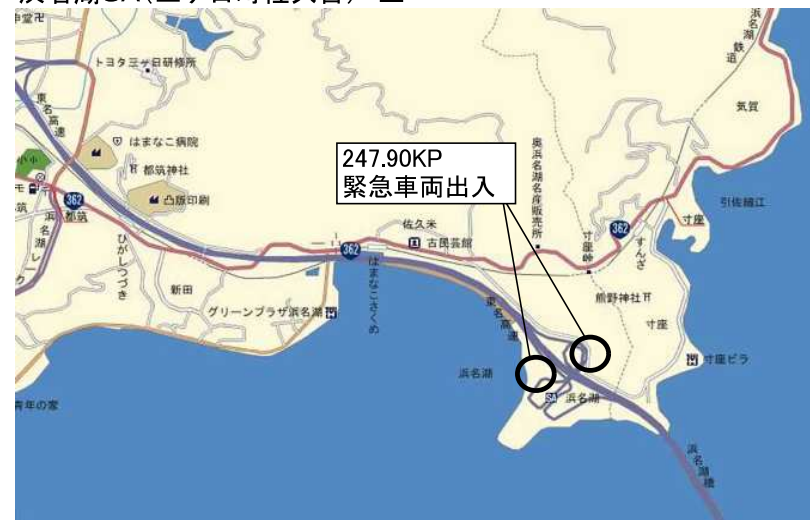 トヨタ三ヶ日研修所
東名高速
はまなこ病院
都筑神社
凸版印刷
362
都筑
ひがしつづき
新田
グリーンプラザ浜名湖
247.90KP
緊急車両出入
362
佐久米
古民芸館
はまなこさくめ
奥浜名湖名産販売所
東名高速
浜名湖
鉄道
気賀
引佐細江
寸座
362
すんざ
寸座峠
熊野神社
寸座
寸座ビラ
浜名湖
SA
浜名湖
浜名湖橋
青年の家